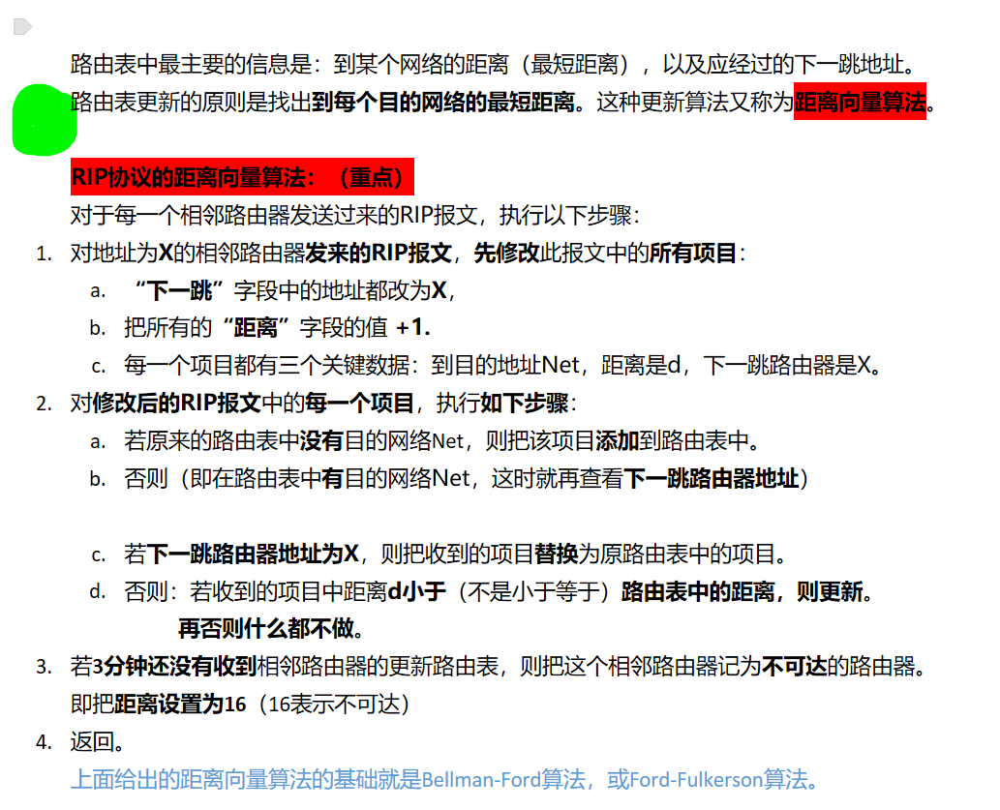 路由表中最主要的信息是：到某个网络的距离（最短距离），以及应经过的下一跳地址。
路由表更新的原则是找出到每个目的网络的最短距离。这种更新算法又称为距离向量算法。
RIP协议的距离向量算法：（重点）
对于每一个相邻路由器发送过来的RIP报文，执行以下步骤：
1. 对地址为X的相邻路由器发来的RIP报文，先修改此报文中的所有项目：
a. “下一跳”字段中的地址都改为X，
b. 把所有的“距离”字段的值 +1.
c. 每一个项目都有三个关键数据：到目的地址Net，距离是d，下一跳路由器是X。
2. 对修改后的RIP报文中的每一个项目，执行如下步骤：
a. 若原来的路由表中没有目的网络Net，则把该项目添加到路由表中。
b. 否则（即在路由表中有目的网络Net，这时就再查看下一跳路由器地址）
c. 若下一跳路由器地址为X，则把收到的项目替换为原路由表中的项目。
d. 否则：若收到的项目中距离d小于（不是小于等于）路由表中的距离，则更新。
再否则什么都不做。
3. 若3分钟还没有收到相邻路由器的更新路由表，则把这个相邻路由器记为不可达的路由器。
即把距离设置为16（16表示不可达）
4. 返回。
上面给出的距离向量算法的基础就是Bellman-Ford算法，或Ford-Fulkerson算法。